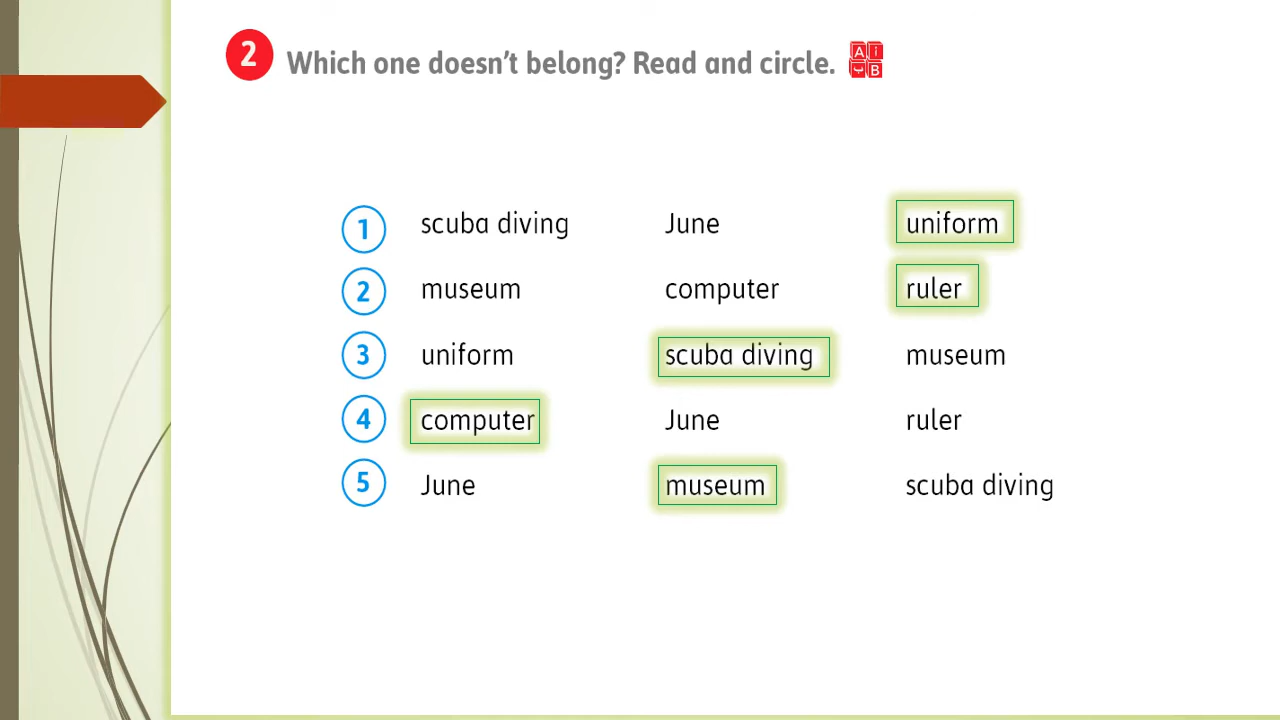 2 Which one doesn't belong? Read and circle. A i B
1 scuba diving June uniform
2 museum computer ruler
3 uniform scuba diving museum
4 computer June ruler
5 June museum scuba diving